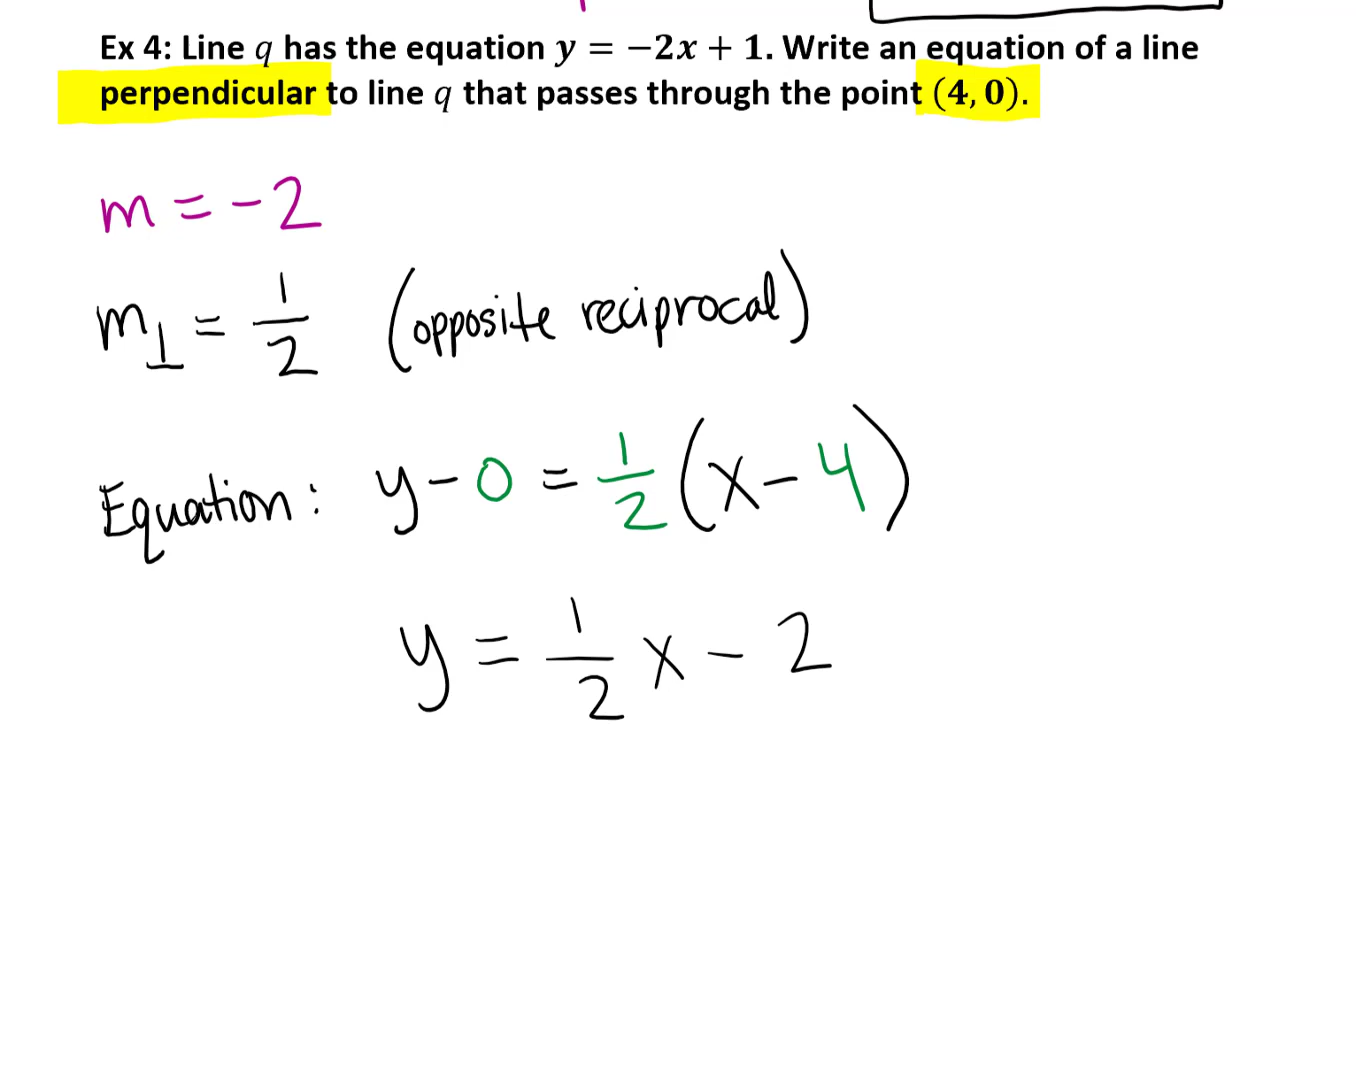 Ex 4: Line q has the equation y = −2x + 1. Write an equation of a line
perpendicular to line q that passes through the point (4, 0).
m = -2
m⊥ = 1/2 (opposite reciprocal)
Equation: y - 0 = 1/2 (x - 4)
y = 1/2 x - 2